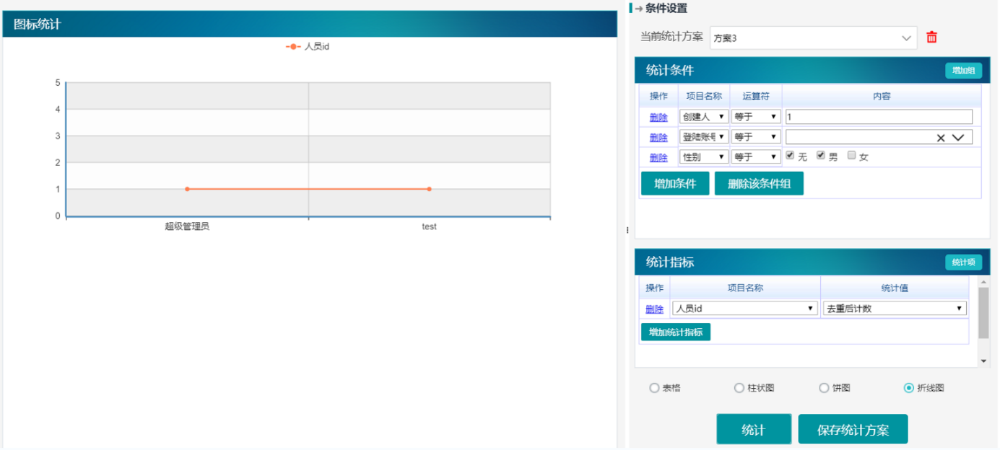 图标统计
人员id
5
4
3
2
1
0
超级管理员 test
条件设置
当前统计方案 方案3
统计条件 增加组
操作 项目名称 运算符 内容
删除 创建人 等于 1
删除 登陆账号 等于
删除 性别 等于 无 男 女
增加条件 删除该条件组
统计指标 统计项
操作 项目名称 统计值
删除 人员id 去重后计数
增加统计指标
表格 柱状图 饼图 折线图
统计 保存统计方案